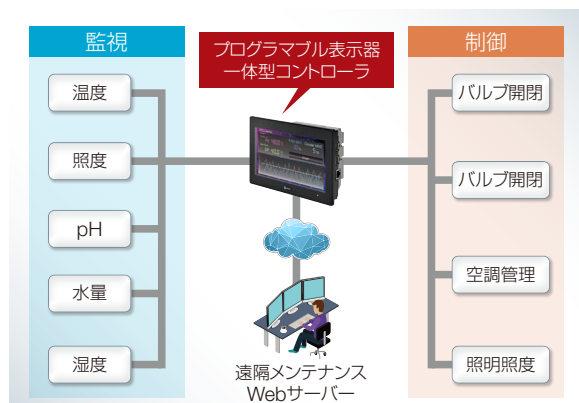 監視
温度
照度
pH
水量
湿度
プログラマブル表示器
一体型コントローラ
遠隔メンテナンス
Webサーバー
制御
バルブ開閉
バルブ開閉
空調管理
照明照度